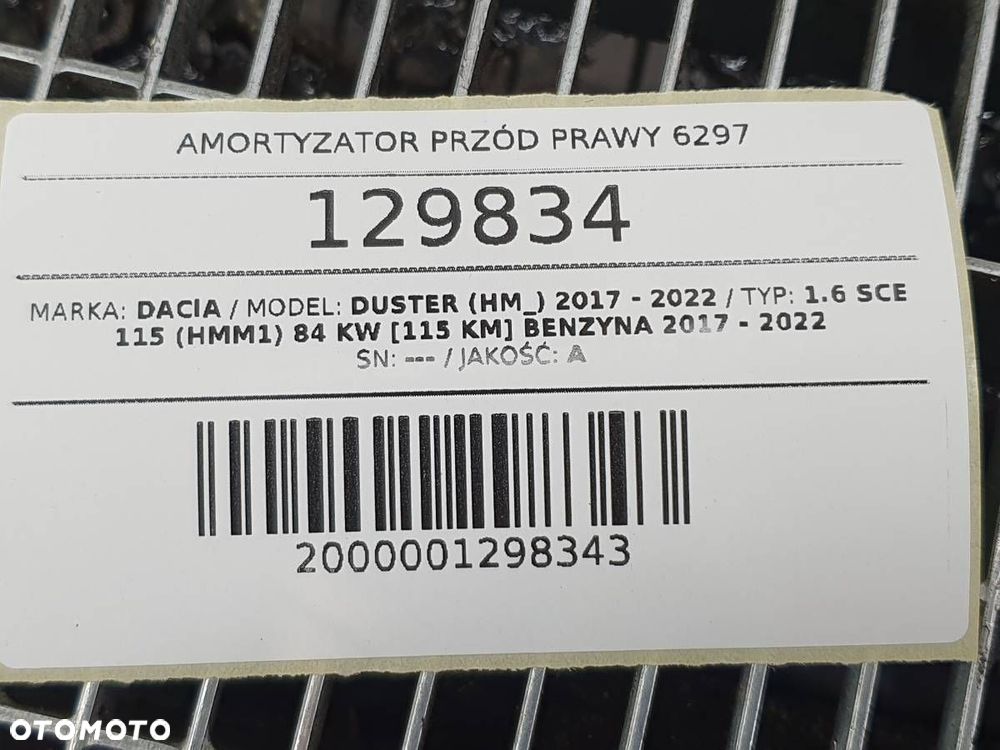 AMORTYZATOR PRZÓD PRAWY 6297
129834
MARKA: DACIA / MODEL: DUSTER (HM_) 2017 - 2022 / TYP: 1.6 SCE
115 (HMM1) 84 KW [115 KM] BENZYNA 2017 - 2022
SN: --- / JAKOŚĆ: A
2000001298343
OTOMOTO